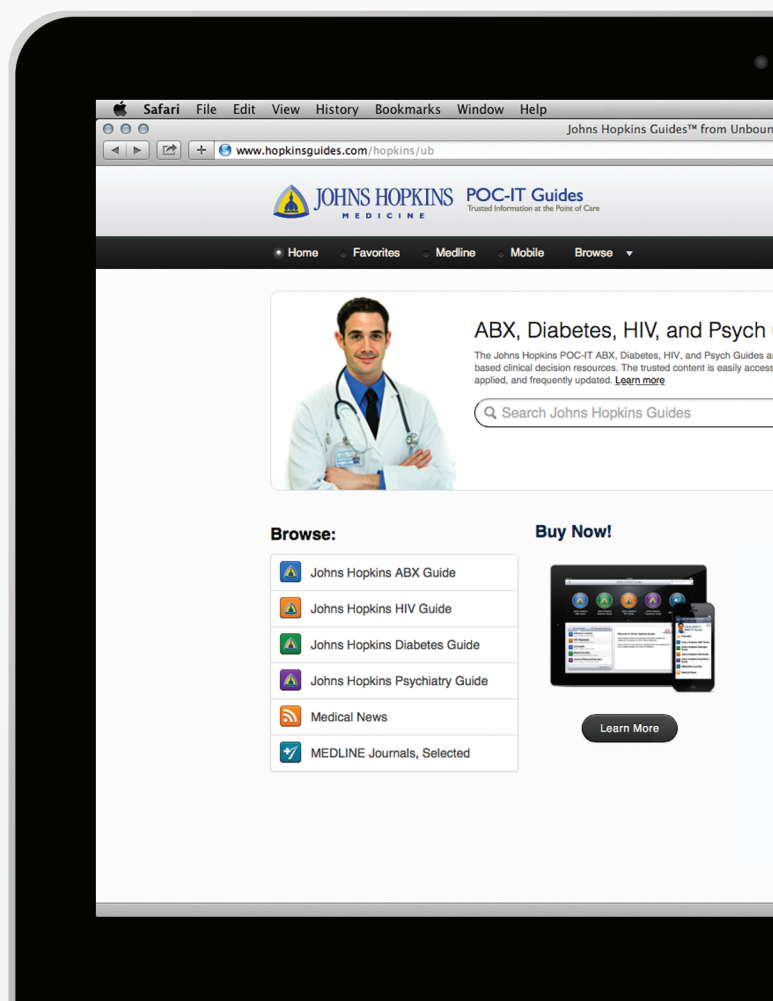 Safari File Edit View History Bookmarks Window Help
Johns Hopkins Guides™ from Unboun
www.hopkinsguides.com/hopkins/ub
JOHNS HOPKINS
MEDICINE
POC-IT Guides
Trusted Information at the Point of Care
Home Favorites Medline Mobile Browse
ABX, Diabetes, HIV, and Psych
The Johns Hopkins POC-IT ABX, Diabetes, HIV, and Psych Guides a
based clinical decision resources. The trusted content is easily access
applied, and frequently updated. Learn more
Search Johns Hopkins Guides
Browse:
Johns Hopkins ABX Guide
Johns Hopkins HIV Guide
Johns Hopkins Diabetes Guide
Johns Hopkins Psychiatry Guide
Medical News
MEDLINE Journals, Selected
Buy Now!
Learn More